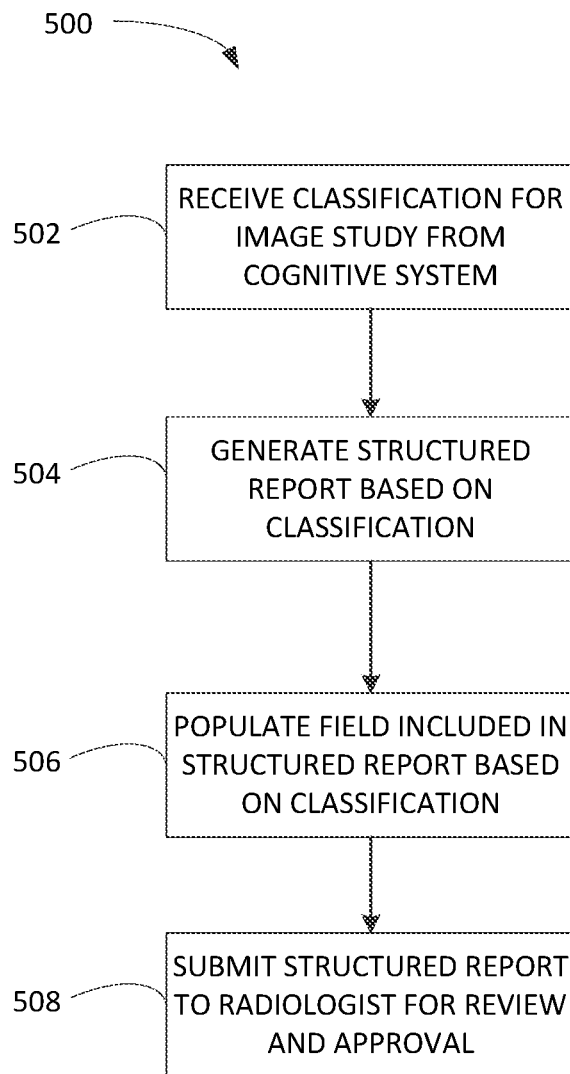 500
502
RECEIVE CLASSIFICATION FOR
IMAGE STUDY FROM
COGNITIVE SYSTEM
504
GENERATE STRUCTURED
REPORT BASED ON
CLASSIFICATION
506
POPULATE FIELD INCLUDED IN
STRUCTURED REPORT BASED
ON CLASSIFICATION
508
SUBMIT STRUCTURED REPORT
TO RADIOLOGIST FOR REVIEW
AND APPROVAL